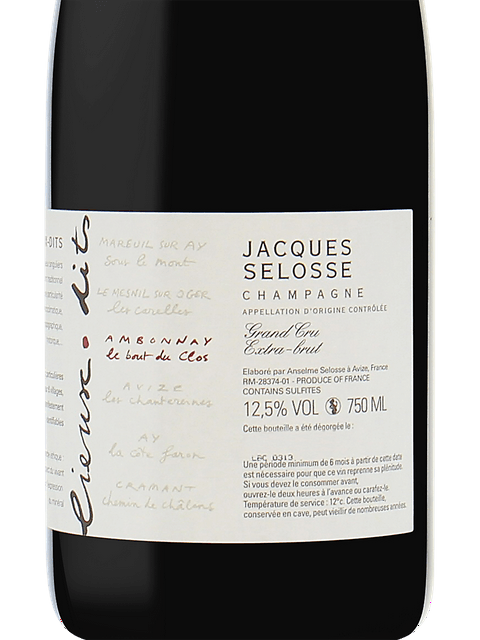 lieux. dits
MAREUIL SUR AY
Sous le mont
LE MESNIL SUR OGER
les carelles
AMBONNAY
le bout du Clos
AVIZE
les chantereines
AY
la côte faron
CRAMANT
chemin de châlons
JACQUES
SELOSSE
CHAMPAGNE
APPELLATION D'ORIGINE CONTRÔLÉE
Grand Cru
Extra-brut
Elaboré par Anselme Selosse à Avize, France
RM-28374-01 - PRODUCE OF FRANCE
CONTAINS SULFITES
12,5% VOL 750 ML
Cette bouteille a été dégorgée le :
Une période minimum de 6 mois à partir de cette date
est nécessaire pour que ce vin reprenne sa plénitude.
Si vous devez le consommer avant,
ouvrez-le deux heures à l'avance ou carafez-le.
Température de service : 12°c. Cette bouteille,
conservée en cave, peut vieillir de nombreuses années.